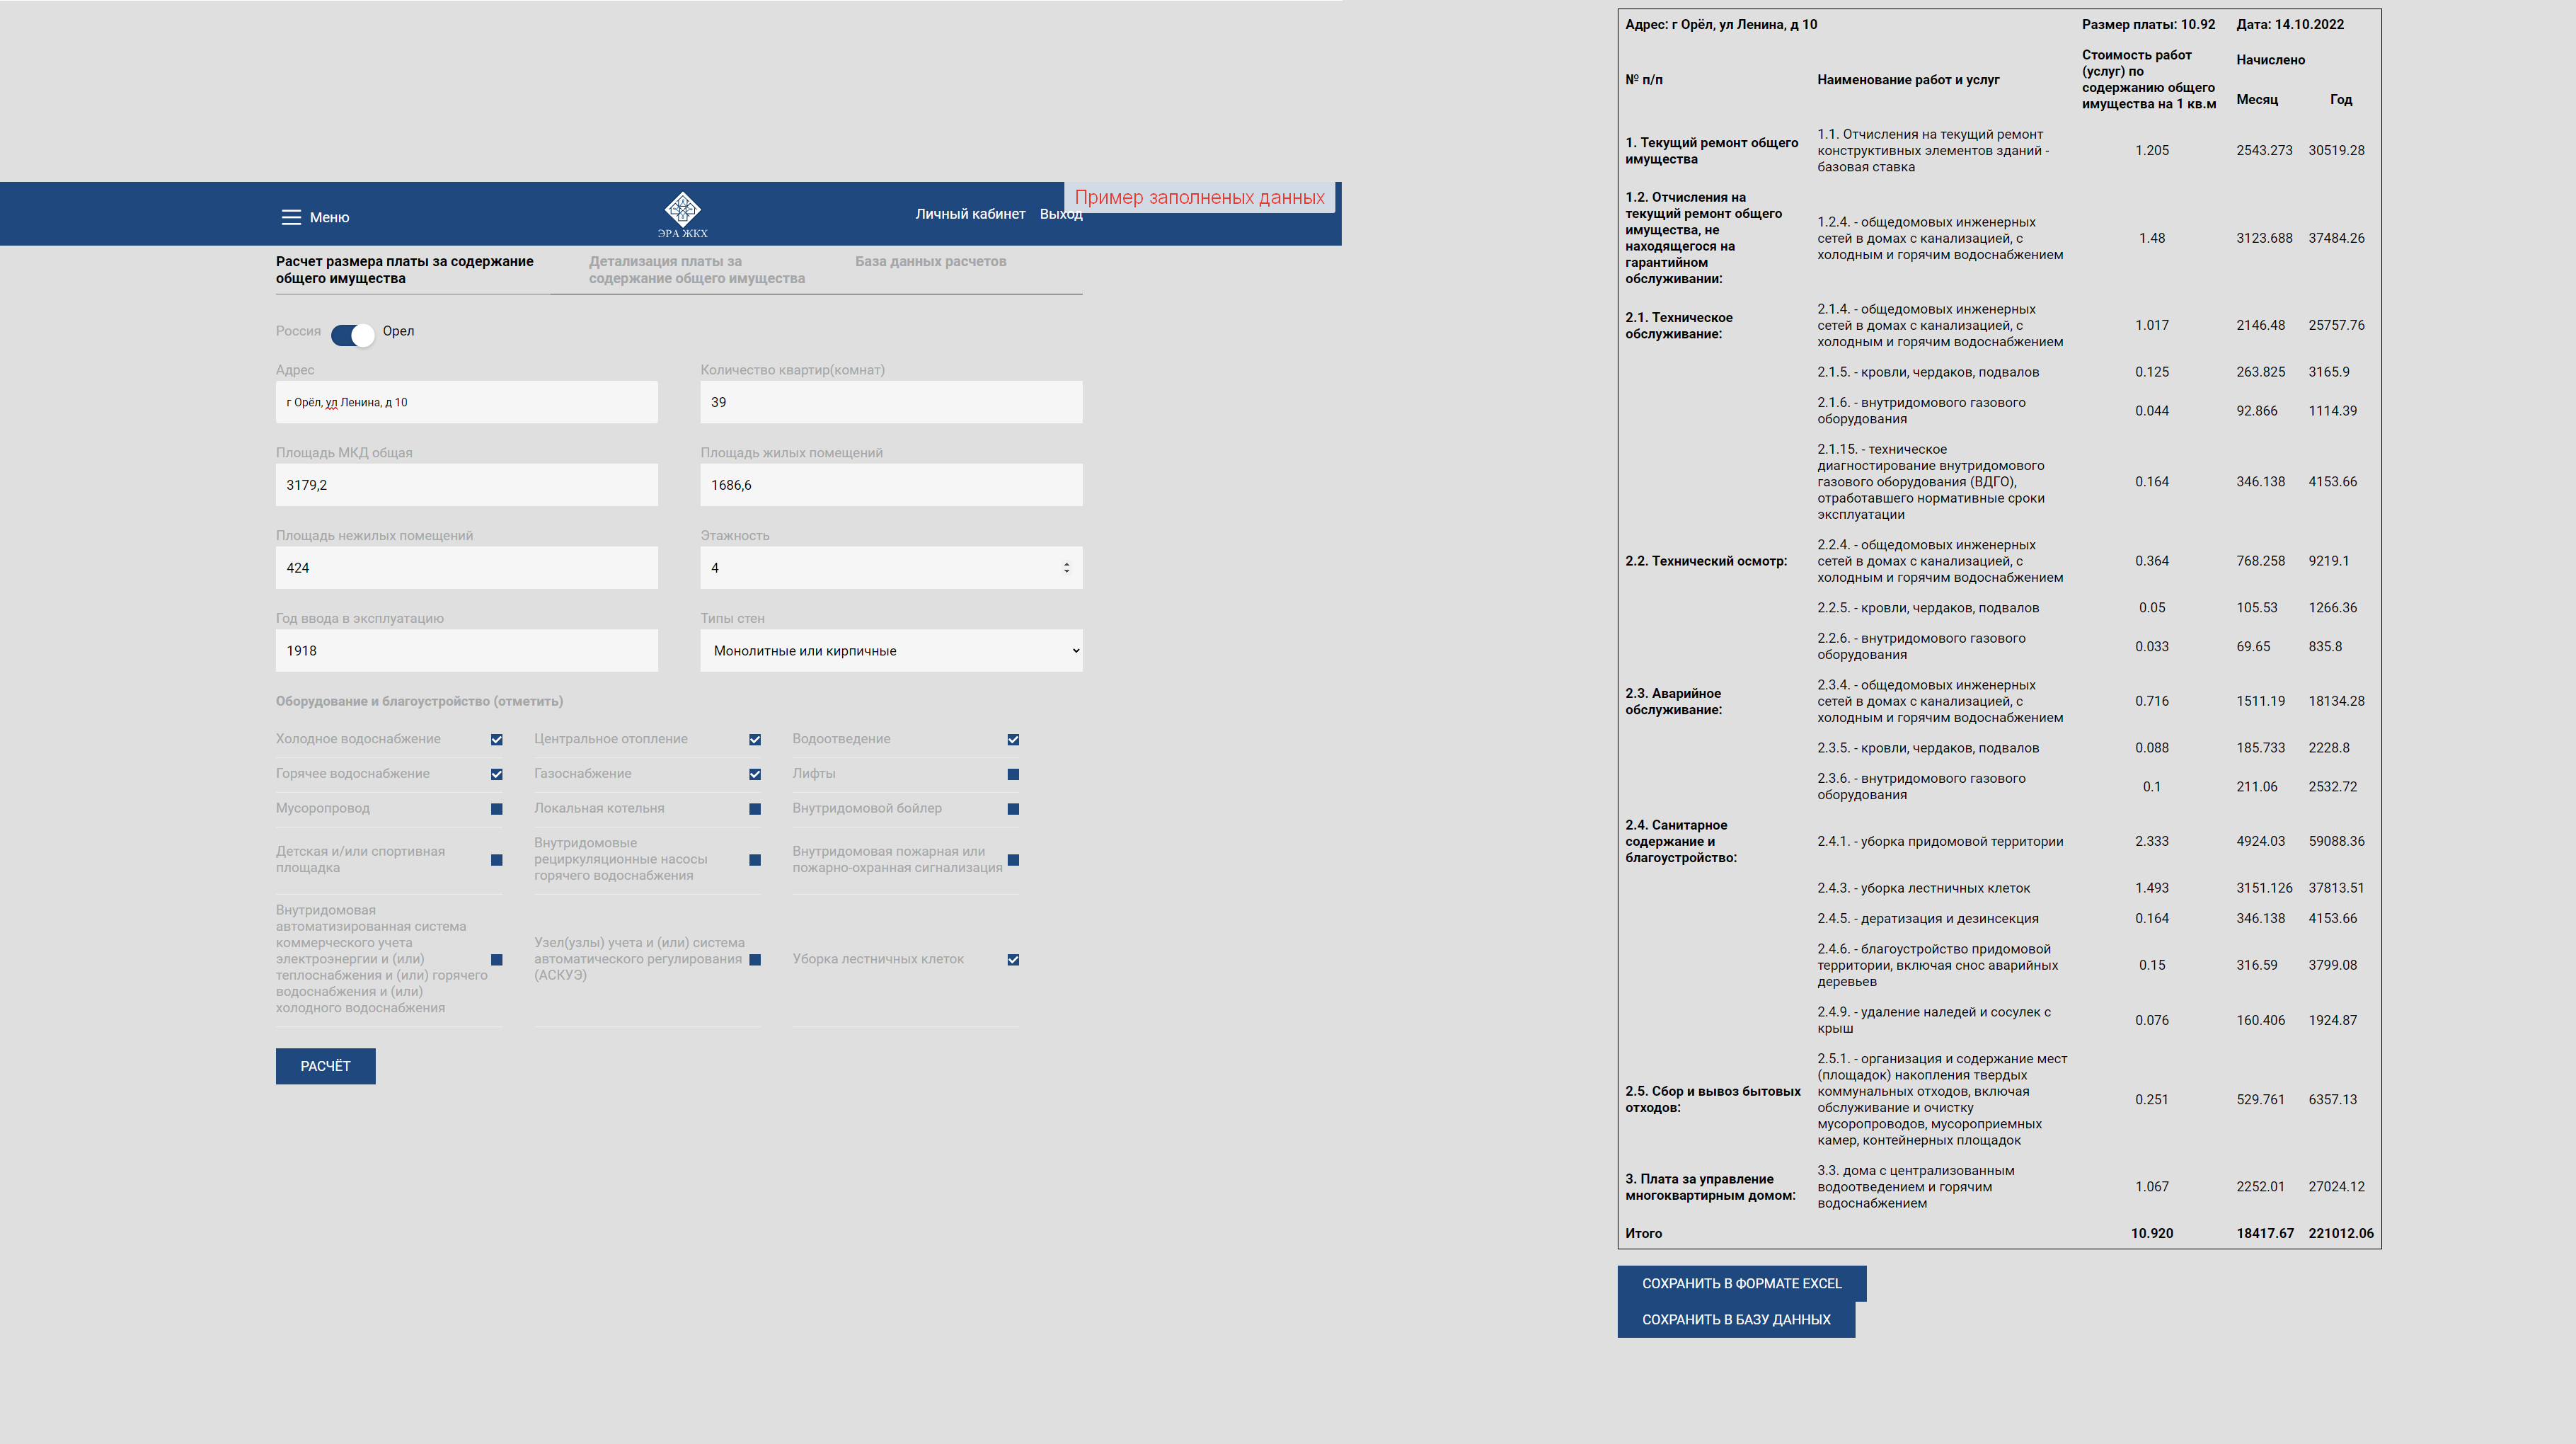 Пример заполненых данных
Меню
ЭРА ЖКХ
Личный кабинет Выход
Расчет размера платы за содержание
общего имущества
Детализация платы за
содержание общего имущества
База данных расчетов
Россия Орел
Адрес
г Орёл, ул Ленина, д 10
Количество квартир(комнат)
39
Площадь МКД общая
3179,2
Площадь жилых помещений
1686,6
Площадь нежилых помещений
424
Этажность
4
Год ввода в эксплуатацию
1918
Типы стен
Монолитные или кирпичные
Оборудование и благоустройство (отметить)
Холодное водоснабжение
Центральное отопление
Водоотведение
Горячее водоснабжение
Газоснабжение
Лифты
Мусоропровод
Локальная котельня
Внутридомовой бойлер
Детская и/или спортивная
площадка
Внутридомовые
рециркуляционные насосы
горячего водоснабжения
Внутридомовая пожарная или
пожарно-охранная сигнализация
Внутридомовая
автоматизированная система
коммерческого учета
электроэнергии и (или)
теплоснабжения и (или) горячего
водоснабжения и (или)
холодного водоснабжения
Узел(узлы) учета и (или) система
автоматического регулирования
(АСКУЭ)
Уборка лестничных клеток
РАСЧЁТ
Адрес: г Орёл, ул Ленина, д 10 Размер платы: 10.92 Дата: 14.10.2022
№ п/п
Наименование работ и услуг
Стоимость работ
(услуг) по
содержанию общего
имущества на 1 кв.м
Начислено
Месяц Год
1. Текущий ремонт общего
имущества
1.1. Отчисления на текущий ремонт
конструктивных элементов зданий -
базовая ставка
1.205 2543.273 30519.28
1.2. Отчисления на
текущий ремонт общего
имущества, не
находящегося на
гарантийном
обслуживании:
1.2.4. - общедомовых инженерных
сетей в домах с канализацией, с
холодным и горячим водоснабжением
1.48 3123.688 37484.26
2.1. Техническое
обслуживание:
2.1.4. - общедомовых инженерных
сетей в домах с канализацией, с
холодным и горячим водоснабжением
1.017 2146.48 25757.76
2.1.5. - кровли, чердаков, подвалов
0.125 263.825 3165.9
2.1.6. - внутридомового газового
оборудования
0.044 92.866 1114.39
2.1.15. - техническое
диагностирование внутридомового
газового оборудования (ВДГО),
отработавшего нормативные сроки
эксплуатации
0.164 346.138 4153.66
2.2. Технический осмотр:
2.2.4. - общедомовых инженерных
сетей в домах с канализацией, с
холодным и горячим водоснабжением
0.364 768.258 9219.1
2.2.5. - кровли, чердаков, подвалов
0.05 105.53 1266.36
2.2.6. - внутридомового газового
оборудования
0.033 69.65 835.8
2.3. Аварийное
обслуживание:
2.3.4. - общедомовых инженерных
сетей в домах с канализацией, с
холодным и горячим водоснабжением
0.716 1511.19 18134.28
2.3.5. - кровли, чердаков, подвалов
0.088 185.733 2228.8
2.3.6. - внутридомового газового
оборудования
0.1 211.06 2532.72
2.4. Санитарное
содержание и
благоустройство:
2.4.1. - уборка придомовой территории
2.333 4924.03 59088.36
2.4.3. - уборка лестничных клеток
1.493 3151.126 37813.51
2.4.5. - дератизация и дезинсекция
0.164 346.138 4153.66
2.4.6. - благоустройство придомовой
территории, включая снос аварийных
деревьев
0.15 316.59 3799.08
2.4.9. - удаление наледей и сосулек с
крыш
0.076 160.406 1924.87
2.5. Сбор и вывоз бытовых
отходов:
2.5.1. - организация и содержание мест
(площадок) накопления твердых
коммунальных отходов, включая
обслуживание и очистку
мусоропроводов, мусороприемных
камер, контейнерных площадок
0.251 529.761 6357.13
3. Плата за управление
многоквартирным домом:
3.3. дома с централизованным
водоотведением и горячим
водоснабжением
1.067 2252.01 27024.12
Итого 10.920 18417.67 221012.06
СОХРАНИТЬ В ФОРМАТЕ EXCEL
СОХРАНИТЬ В БАЗУ ДАННЫХ